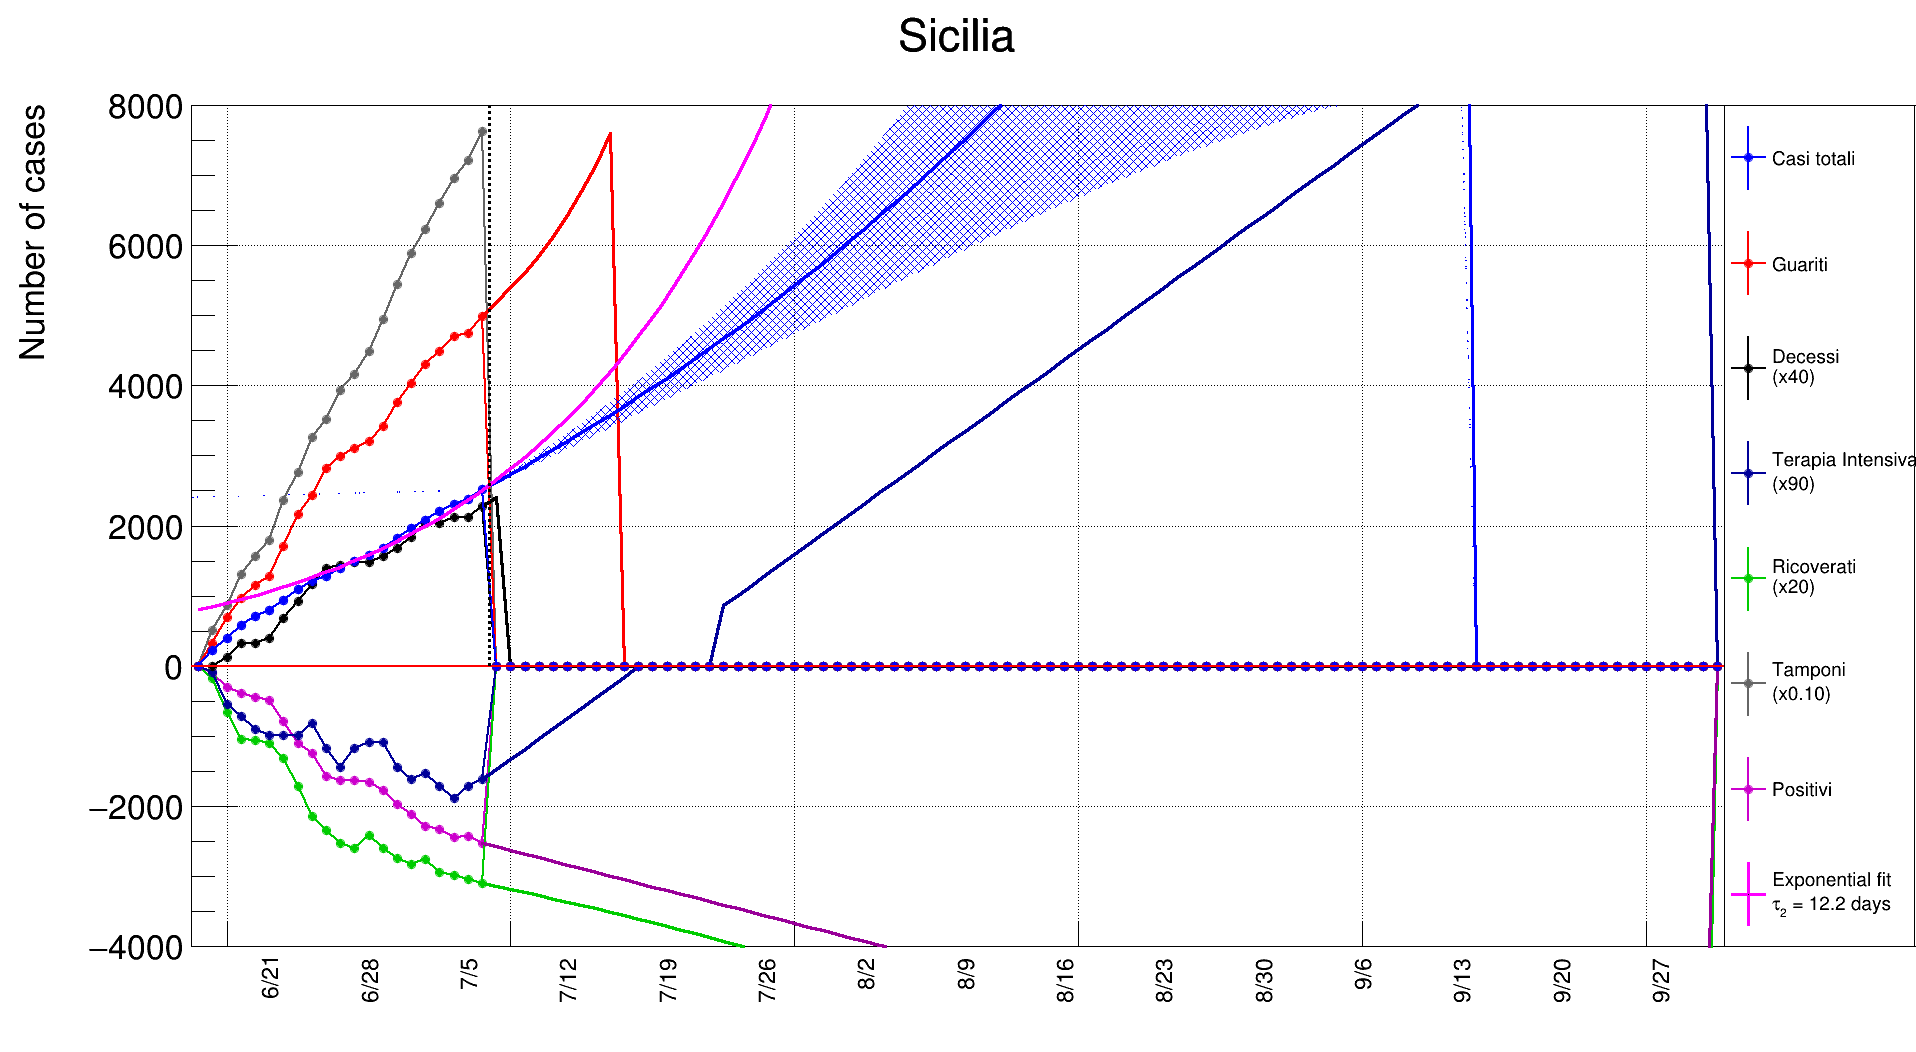 Sicilia
Number of cases
8000
6000
4000
2000
0
−2000
−4000
6/21
6/28
7/5
7/12
7/19
7/26
8/2
8/9
8/16
8/23
8/30
9/6
9/13
9/20
9/27
Casi totali
Guariti
Decessi
(x40)
Terapia Intensiva
(x90)
Ricoverati
(x20)
Tamponi
(x0.10)
Positivi
Exponential fit
τ2 = 12.2 days